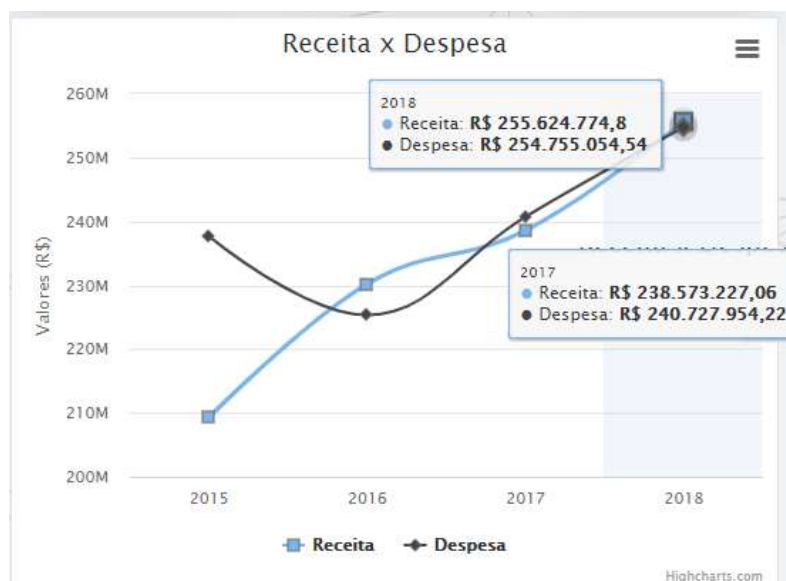 Receita x Despesa
260M
2018
Receita: R$ 255.624.774,8
Despesa: R$ 254.755.054,54
250M
240M
2017
Receita: R$ 238.573.227,06
Despesa: R$ 240.727.954,22
230M
220M
210M
200M
Valores (R$)
2015 2016 2017 2018
Receita Despesa
Highcharts.com